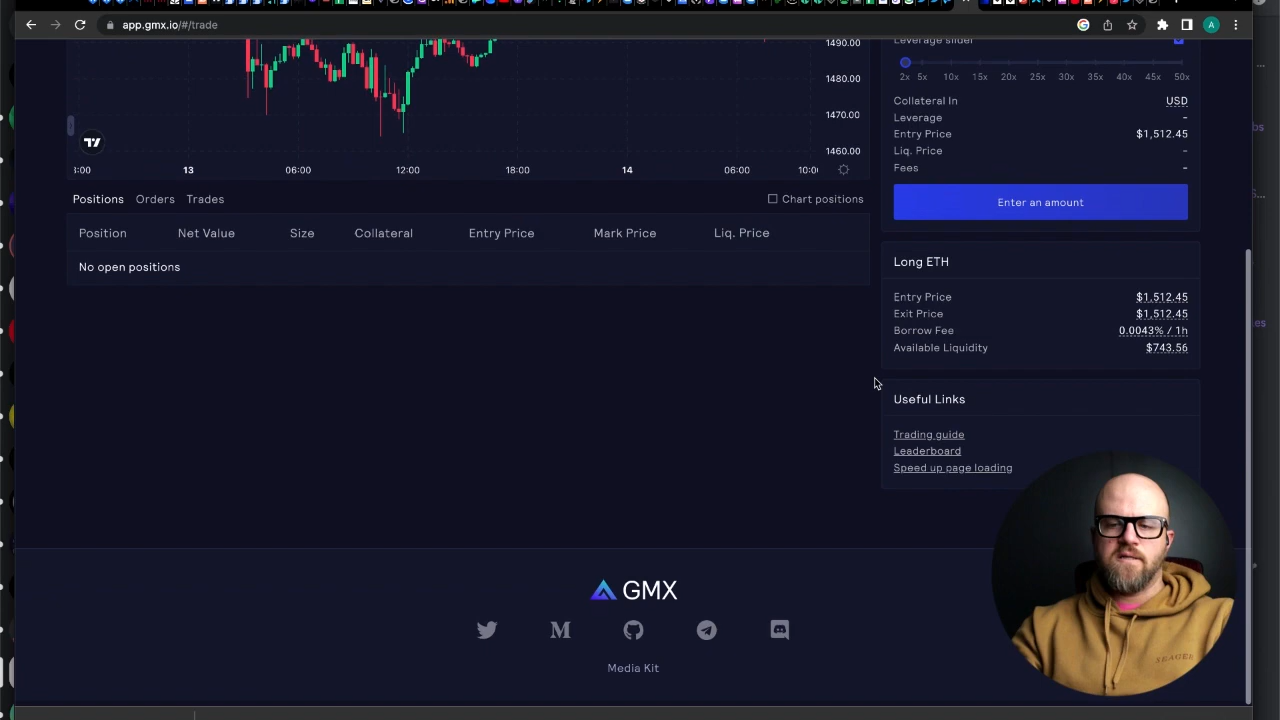 app.gmx.io/#/trade
A
1490.00
1480.00
1470.00
1460.00
13
06:00
12:00
18:00
14
06:00
Leverage slider
2x 5x 10x 15x 20x 25x 30x 35x 40x 45x 50x
Collateral In USD
Leverage -
Entry Price $1,512.45
Liq. Price -
Fees -
Enter an amount
Positions Orders Trades Chart positions
Position Net Value Size Collateral Entry Price Mark Price Liq. Price
No open positions
Long ETH
Entry Price $1,512.45
Exit Price $1,512.45
Borrow Fee 0.0043% / 1h
Available Liquidity $743.56
Useful Links
Trading guide
Leaderboard
Speed up page loading
GMX
Media Kit